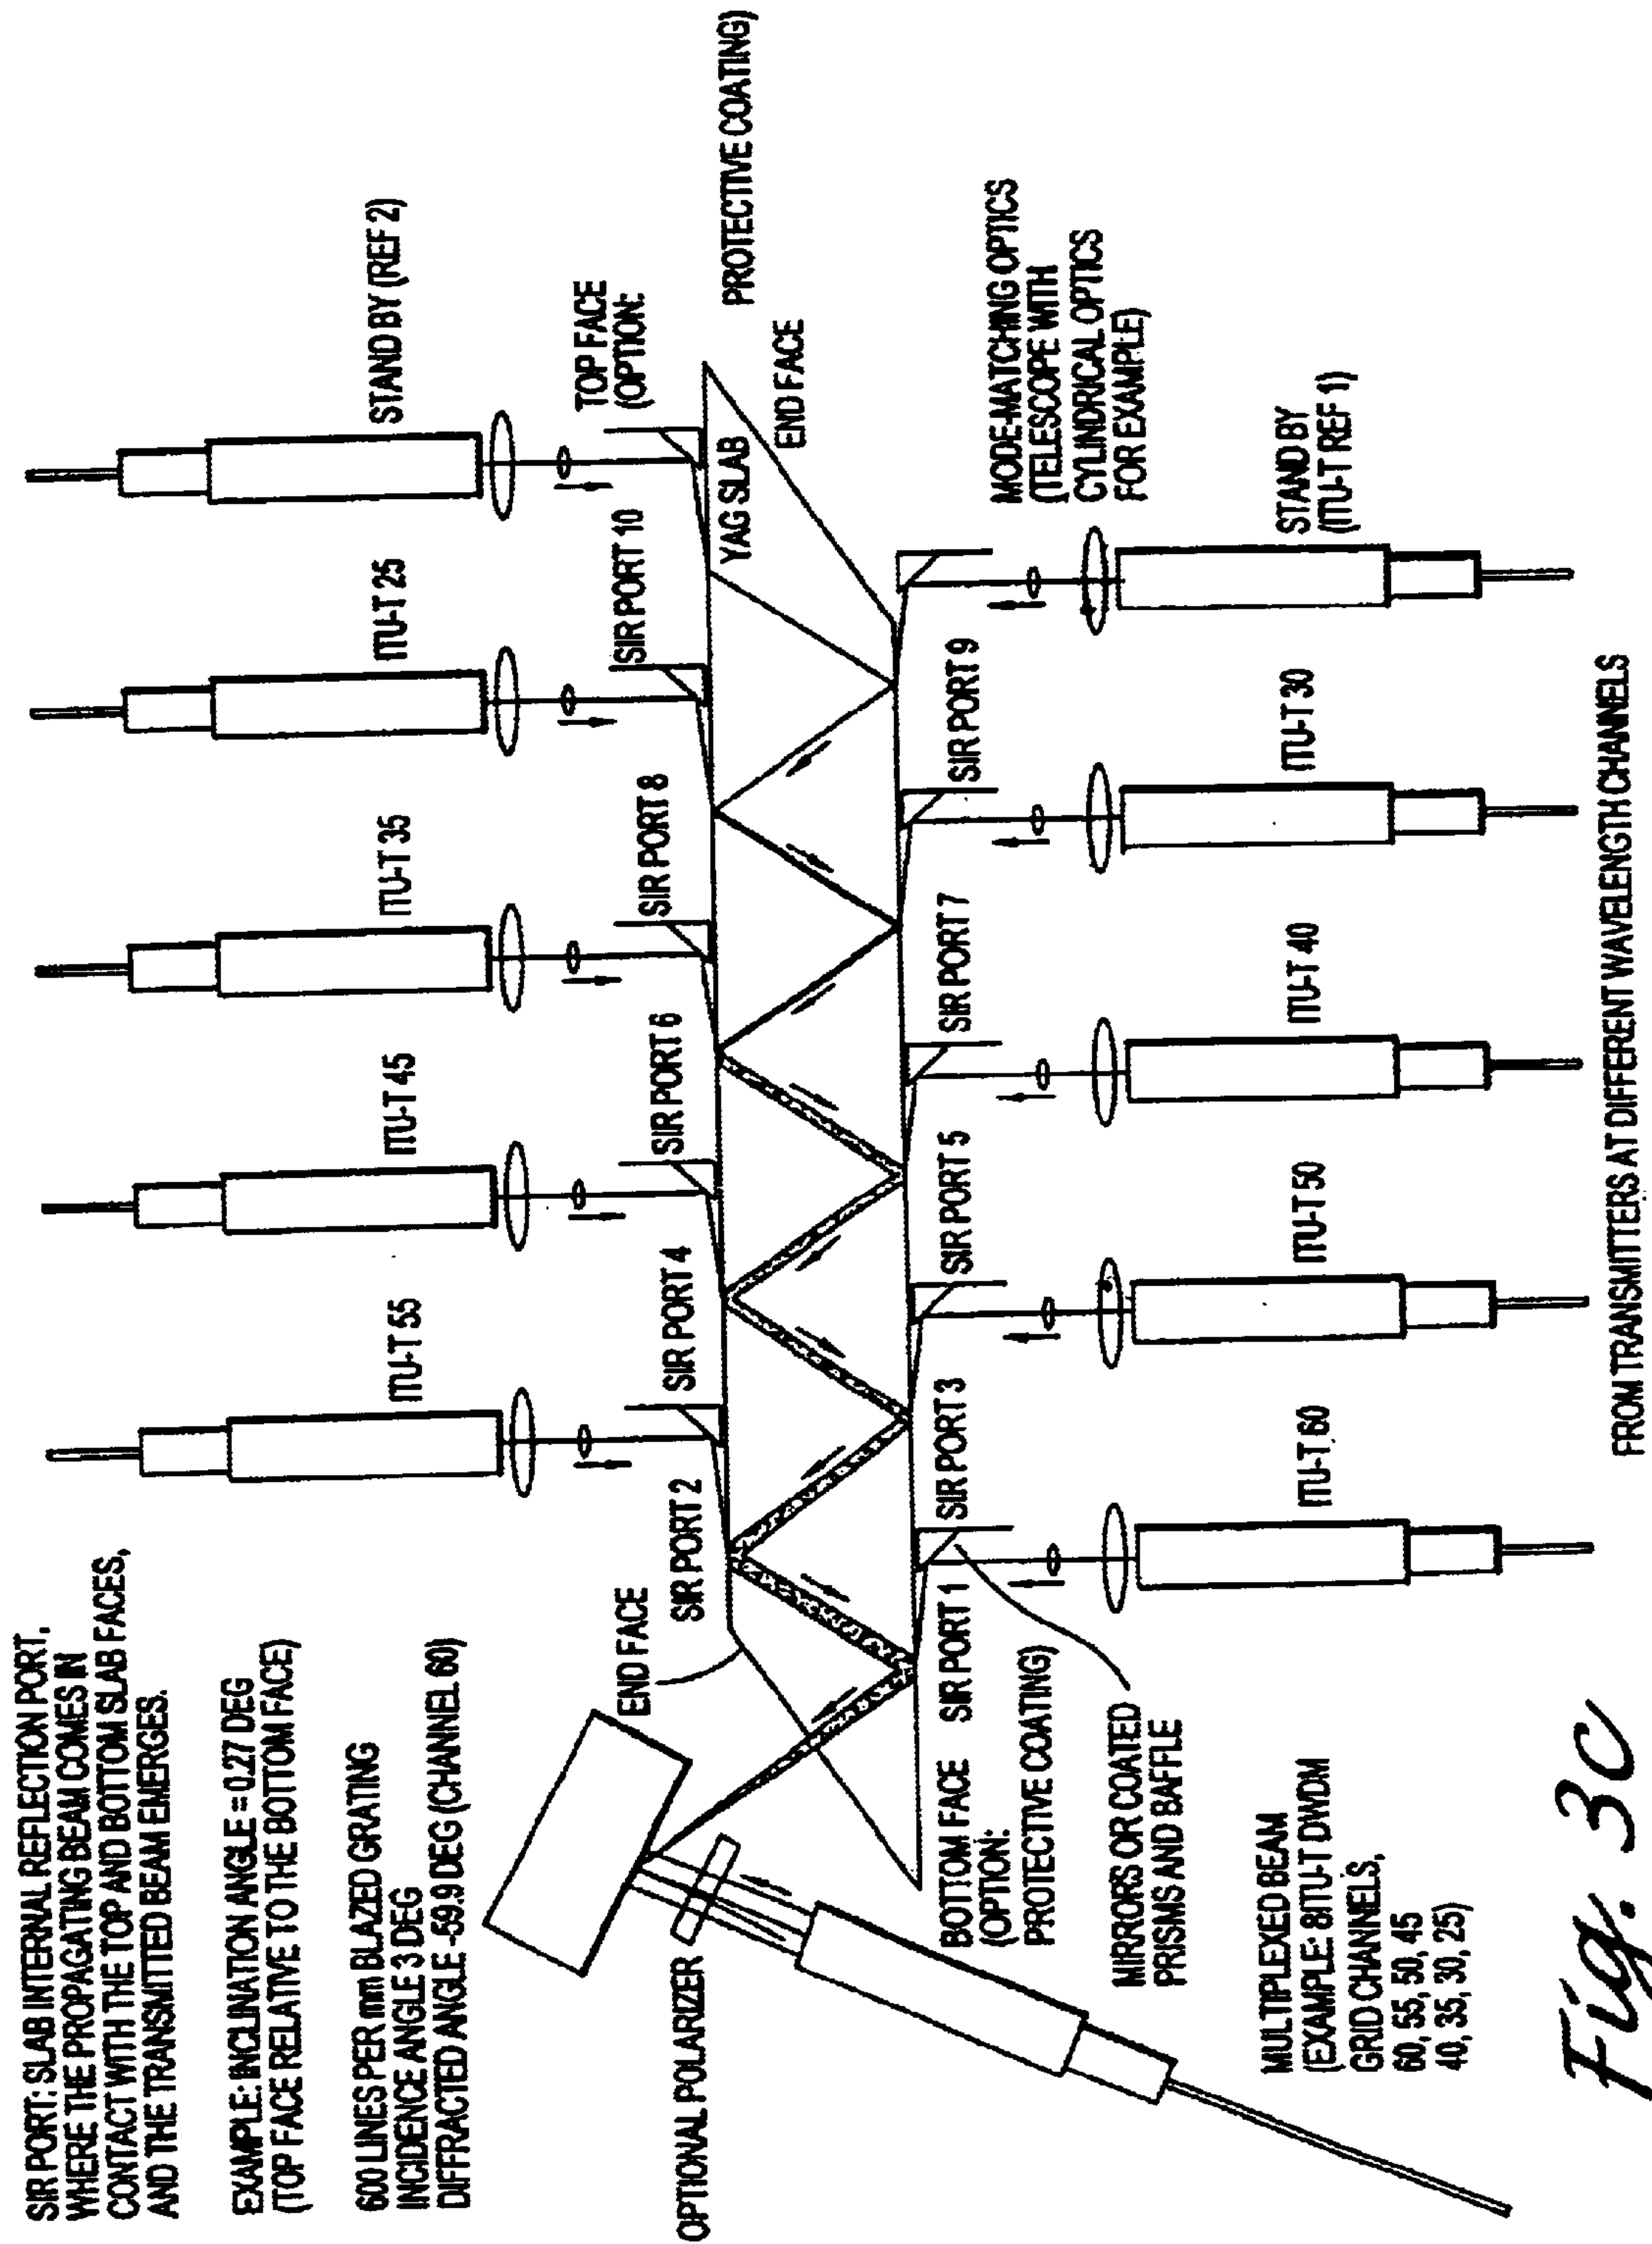 SIR PORT: SLAB INTERNAL REFLECTION PORT,
WHERE THE PROPAGATING BEAM COMES IN
CONTACT WITH THE TOP AND BOTTOM SLAB FACES,
AND THE TRANSMITTED BEAM EMERGES.
EXAMPLE: INCLINATION ANGLE = 0.27 DEG
(TOP FACE RELATIVE TO THE BOTTOM FACE)
600 LINES PER mm BLAZED GRATING
INCIDENCE ANGLE 3 DEG
DIFFRACTED ANGLE -59.9 DEG (CHANNEL 60)
ITU-T 55
ITU-T 45
ITU-T 35
ITU-T 25
STAND BY (REF 2)
END FACE
SIR PORT 2
SIR PORT 4
SIR PORT 6
SIR PORT 8
SIR PORT 10
TOP FACE
(OPTION:
PROTECTIVE COATING)
YAG SLAB
END FACE
OPTIONAL POLARIZER
BOTTOM FACE
(OPTION:
PROTECTIVE COATING)
SIR PORT 1
SIR PORT 3
SIR PORT 5
SIR PORT 7
SIR PORT 9
MODE-MATCHING OPTICS
(TELESCOPE WITH
CYLINDRICAL OPTICS
FOR EXAMPLE)
MIRRORS OR COATED
PRISMS AND BAFFLE
MULTIPLEXED BEAM
(EXAMPLE: 8 ITU-T DWDM
GRID CHANNELS,
60, 55, 50, 45
40, 35, 30, 25)
ITU-T 60
ITU-T 50
ITU-T 40
ITU-T 30
STAND BY
(ITU-T REF 1)
FROM TRANSMITTERS AT DIFFERENT WAVELENGTH CHANNELS
Fig. 3C